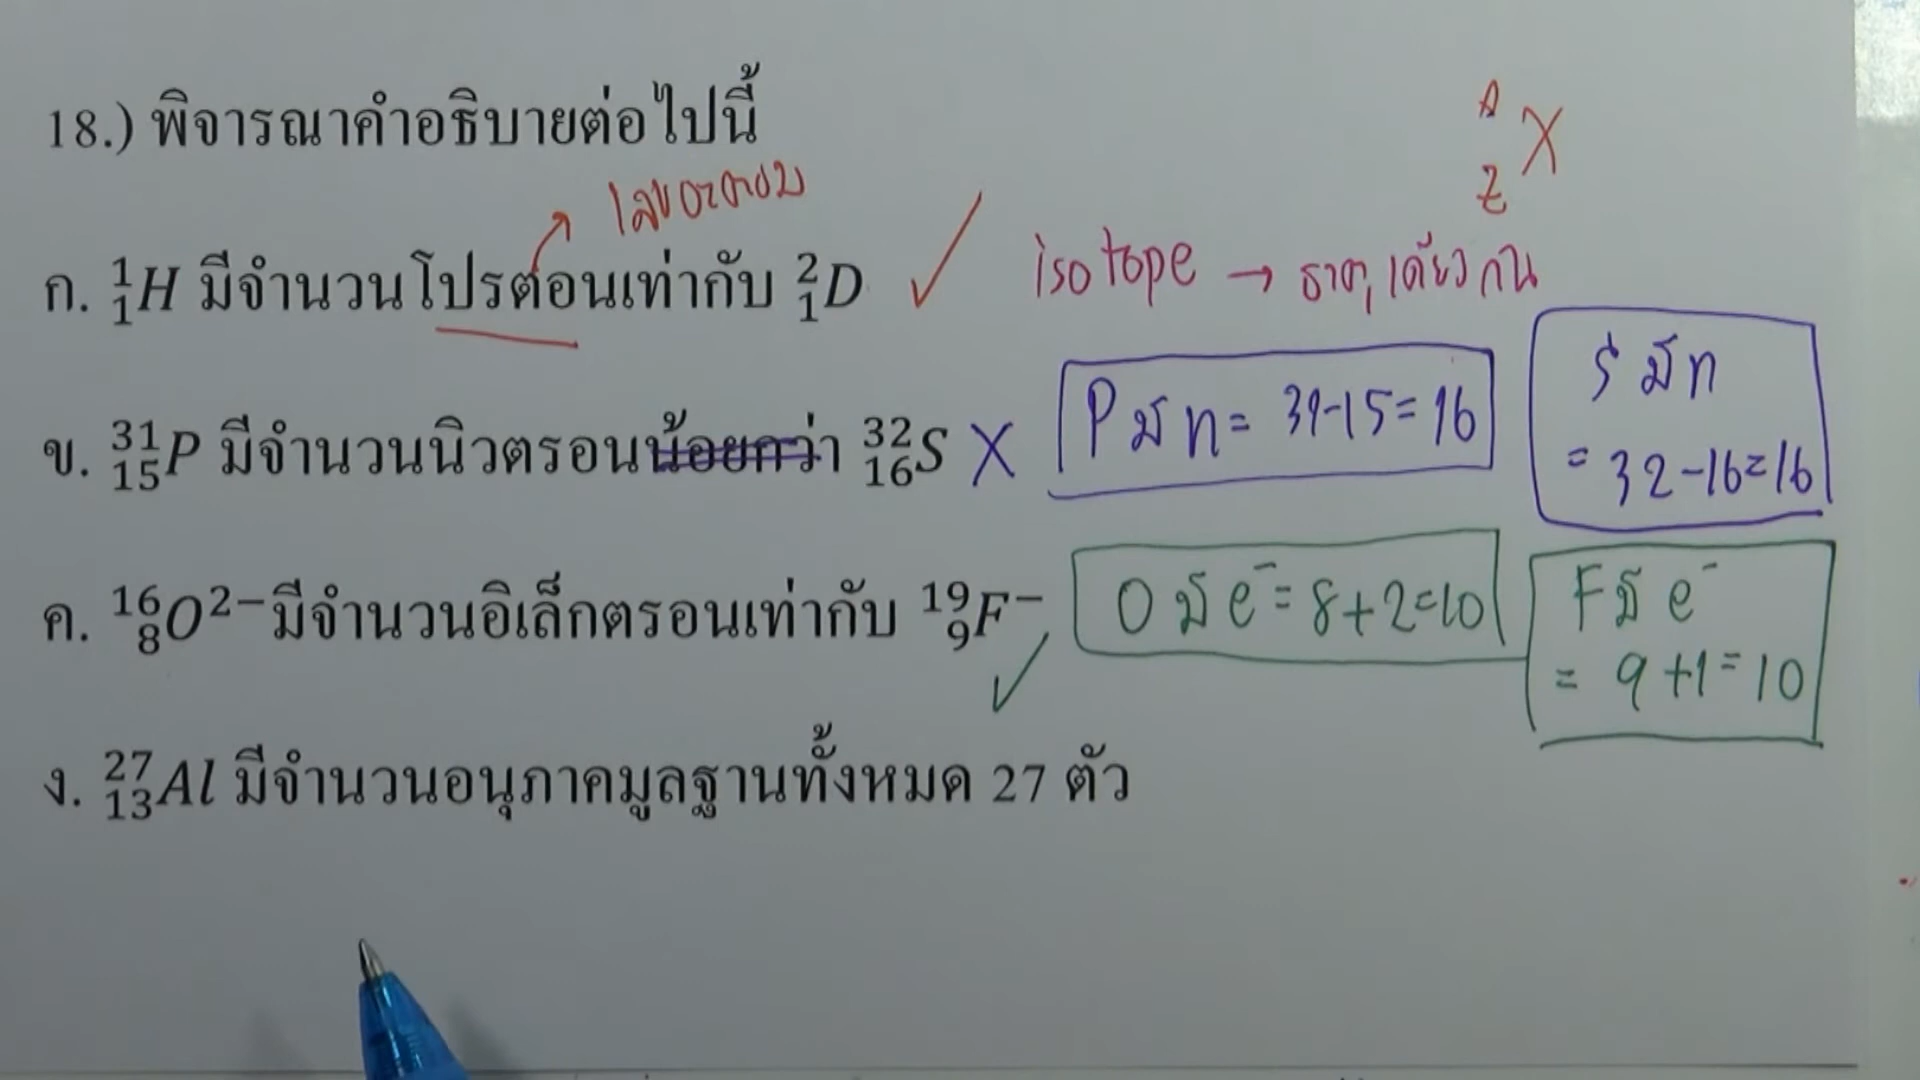 18.) พิจารณาคำอธิบายต่อไปนี้
เลขอะตอม
A
Z X
ก. ¹₁H มีจำนวนโปรตอนเท่ากับ ²₁D ✓ isotope → ธาตุเดียวกัน
ข. ³¹₁₅P มีจำนวนนิวตรอนน้อยกว่า ³²₁₆S X
P มี n = 31-15=16
S มี n
= 32-16=16
ค. ¹⁶₈O²⁻ มีจำนวนอิเล็กตรอนเท่ากับ ¹⁹₉F⁻ ✓
O มี e⁻ = 8+2=10
F มี e⁻
= 9+1=10
ง. ²⁷₁₃Al มีจำนวนอนุภาคมูลฐานทั้งหมด 27 ตัว